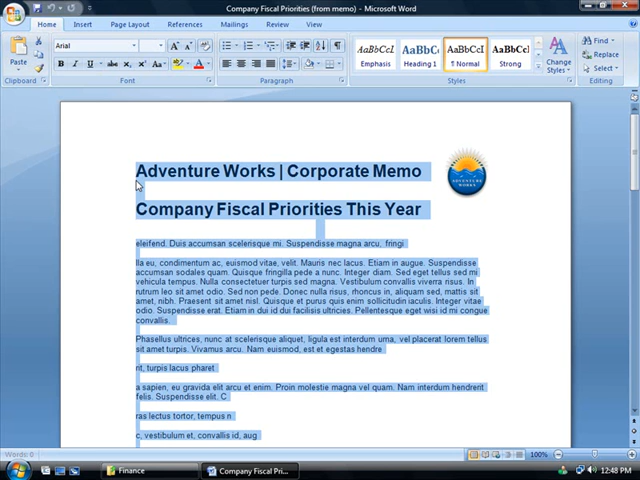 Company Fiscal Priorities (from memo) - Microsoft Word
Home Insert Page Layout References Mailings Review View
Paste
Arial
AaBbCcI AaBbC AaBbCcI AaBbCcI
Emphasis Heading 1 ¶ Normal Strong
Change Styles
Find
Replace
Select
Clipboard Font Paragraph Styles Editing
Adventure Works | Corporate Memo
ADVENTURE WORKS
Company Fiscal Priorities This Year
eleifend. Duis accumsan scelerisque mi. Suspendisse magna arcu, fringi
lla eu, condimentum ac, euismod vitae, velit. Mauris nec lacus. Etiam in augue. Suspendisse
accumsan sodales quam. Quisque fringilla pede a nunc. Integer diam. Sed eget tellus sed mi
vehicula tempus. Nulla consectetuer turpis sed magna. Vestibulum convallis viverra risus. In
rutrum leo sit amet odio. Sed non pede. Donec nulla risus, rhoncus in, aliquam sed, mattis sit
amet, nibh. Praesent sit amet nisl. Quisque et purus quis enim sollicitudin iaculis. Integer vitae
odio. Suspendisse erat. Etiam in dui id dui facilisis ultricies. Pellentesque eget wisi id mi congue
convallis.
Phasellus ultrices, nunc at scelerisque aliquet, ligula est interdum urna, vel placerat lorem tellus
sit amet turpis. Vivamus arcu. Nam euismod, est et egestas hendre
rit, turpis lacus pharet
a sapien, eu gravida elit arcu et enim. Proin molestie magna vel quam. Nam interdum hendrerit
felis. Suspendisse elit. C
ras lectus tortor, tempus n
c, vestibulum et, convallis id, aug
Words: 0
100%
Finance
Company Fiscal Pri...
12:48 PM